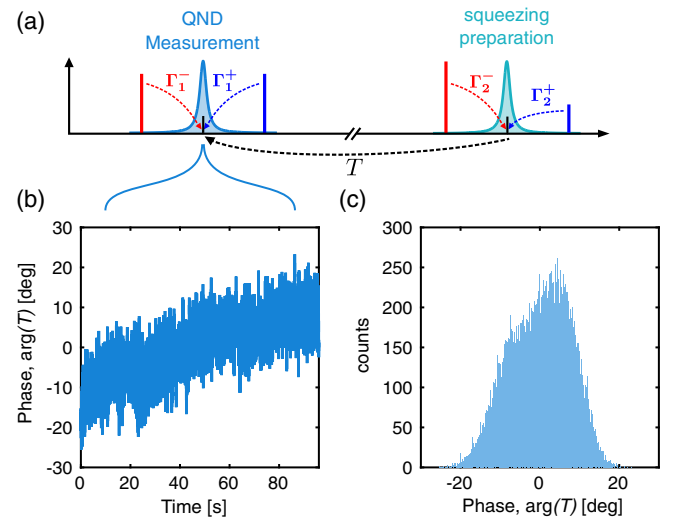 (a)
QND
Measurement
squeezing
preparation
Γ₁⁻ Γ₁⁺
Γ₂⁻ Γ₂⁺
T
(b)
30
20
10
0
-10
-20
-30
Phase, arg(T) [deg]
0 20 40 60 80
Time [s]
(c)
300
250
200
150
100
50
0
counts
-20 0 20
Phase, arg(T) [deg]